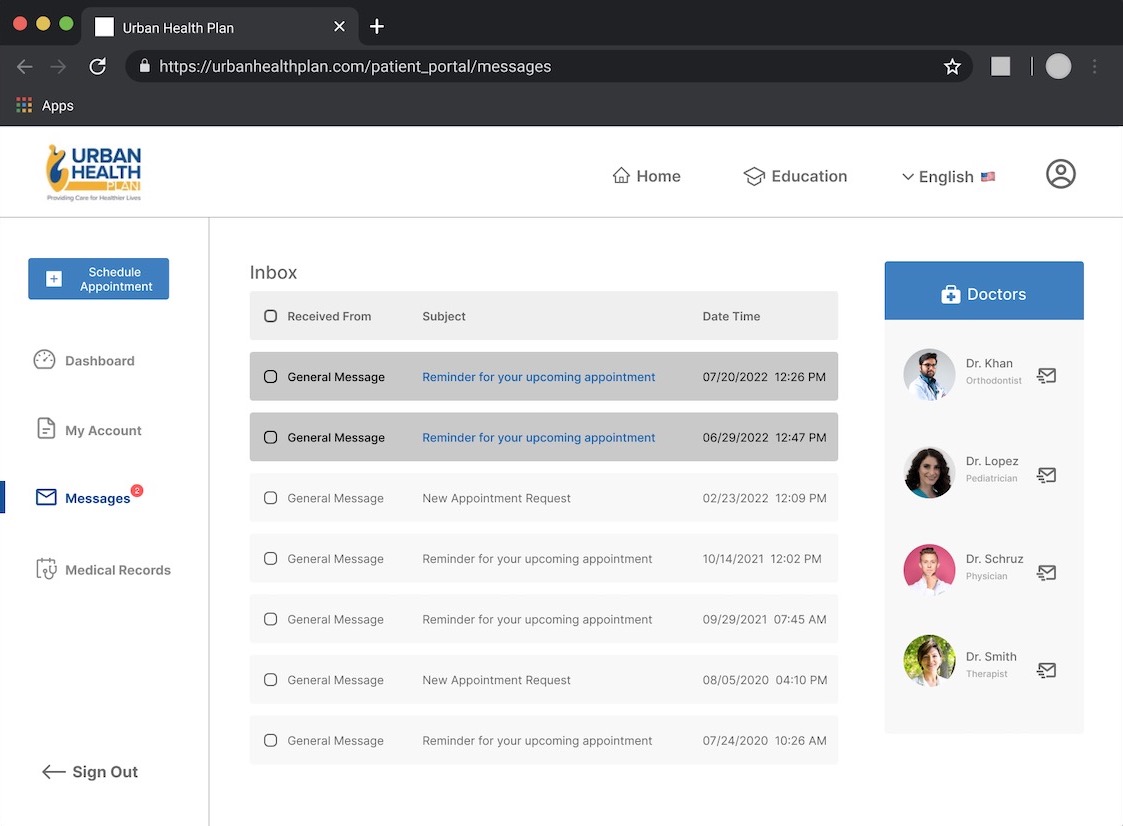 Urban Health Plan
https://urbanhealthplan.com/patient_portal/messages
Apps
URBAN
HEALTH
PLAN
Providing Care for Healthier Lives
Home
Education
English
Schedule
Appointment
Dashboard
My Account
Messages 2
Medical Records
Sign Out
Inbox
Received From Subject Date Time
General Message Reminder for your upcoming appointment 07/20/2022 12:26 PM
General Message Reminder for your upcoming appointment 06/29/2022 12:47 PM
General Message New Appointment Request 02/23/2022 12:09 PM
General Message Reminder for your upcoming appointment 10/14/2021 12:02 PM
General Message Reminder for your upcoming appointment 09/29/2021 07:45 AM
General Message New Appointment Request 08/05/2020 04:10 PM
General Message Reminder for your upcoming appointment 07/24/2020 10:26 AM
Doctors
Dr. Khan
Orthodontist
Dr. Lopez
Pediatrician
Dr. Schruz
Physician
Dr. Smith
Therapist